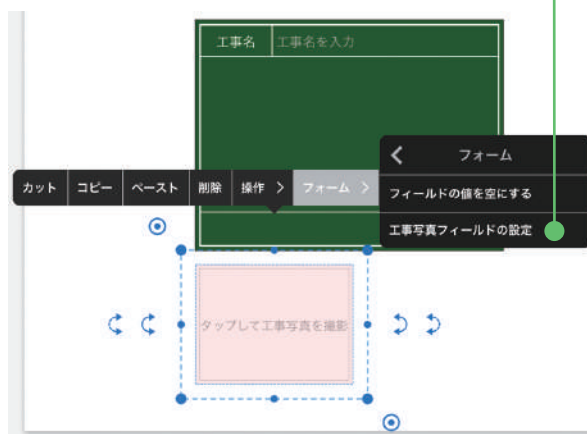 工事名 工事名を入力
フォーム
カット コピー ペースト 削除 操作 フォーム
フィールドの値を空にする
工事写真フィールドの設定
タップして工事写真を撮影